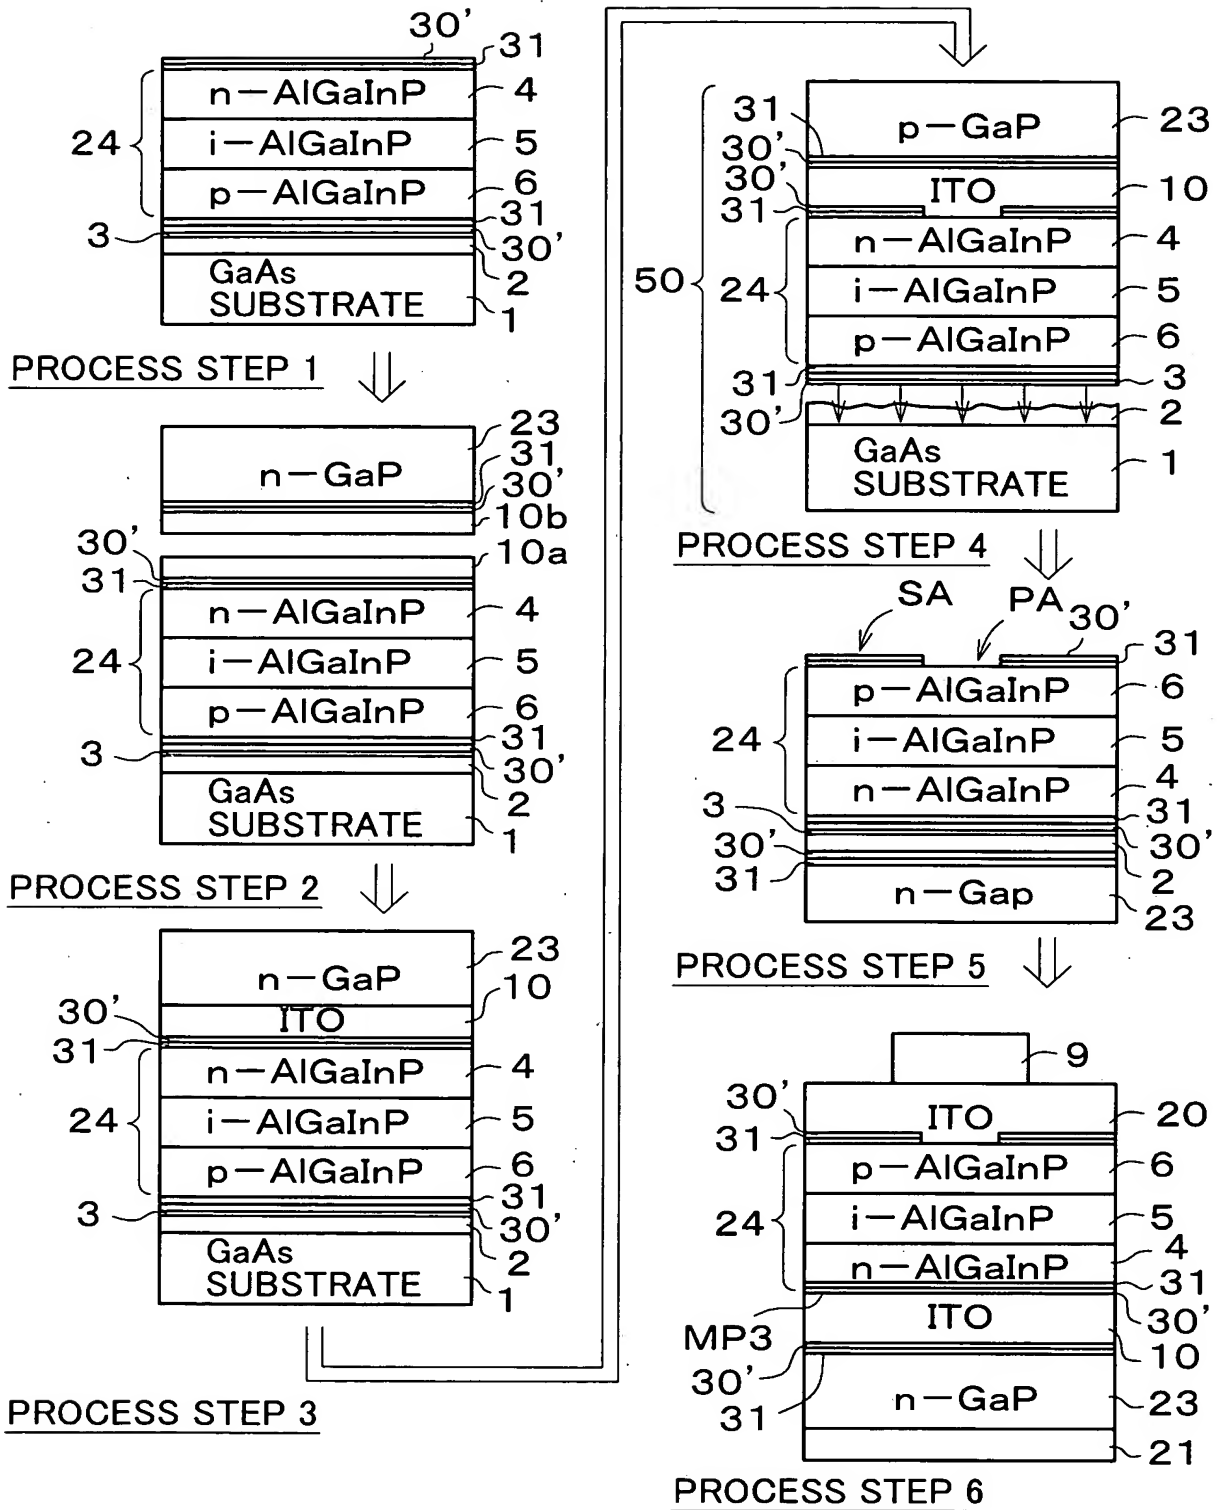 30'
31
n-AlGaInP 4
24 i-AlGaInP 5
p-AlGaInP 6
31
3 30'
GaAs 2
SUBSTRATE 1
PROCESS STEP 1
23
n-GaP 31
30'
10b
30' 10a
31
n-AlGaInP 4
24 i-AlGaInP 5
p-AlGaInP 6
31
3 30'
GaAs 2
SUBSTRATE 1
PROCESS STEP 2
23
n-GaP 10
30' ITO
31
n-AlGaInP 4
24 i-AlGaInP 5
p-AlGaInP 6
31
3 30'
GaAs 2
SUBSTRATE 1
PROCESS STEP 3
31 p-GaP 23
30'
30' ITO 10
31
n-AlGaInP 4
50 24 i-AlGaInP 5
p-AlGaInP 6
31 3
30' 2
GaAs 1
SUBSTRATE
PROCESS STEP 4
SA PA 30'
31
p-AlGaInP 6
24 i-AlGaInP 5
n-AlGaInP 4
3 31
30' 30'
31 2
n-Gap 23
PROCESS STEP 5
9
30' ITO 20
31
p-AlGaInP 6
24 i-AlGaInP 5
n-AlGaInP 4
31
MP3 ITO 30'
30' 10
31 n-GaP 23
21
PROCESS STEP 6